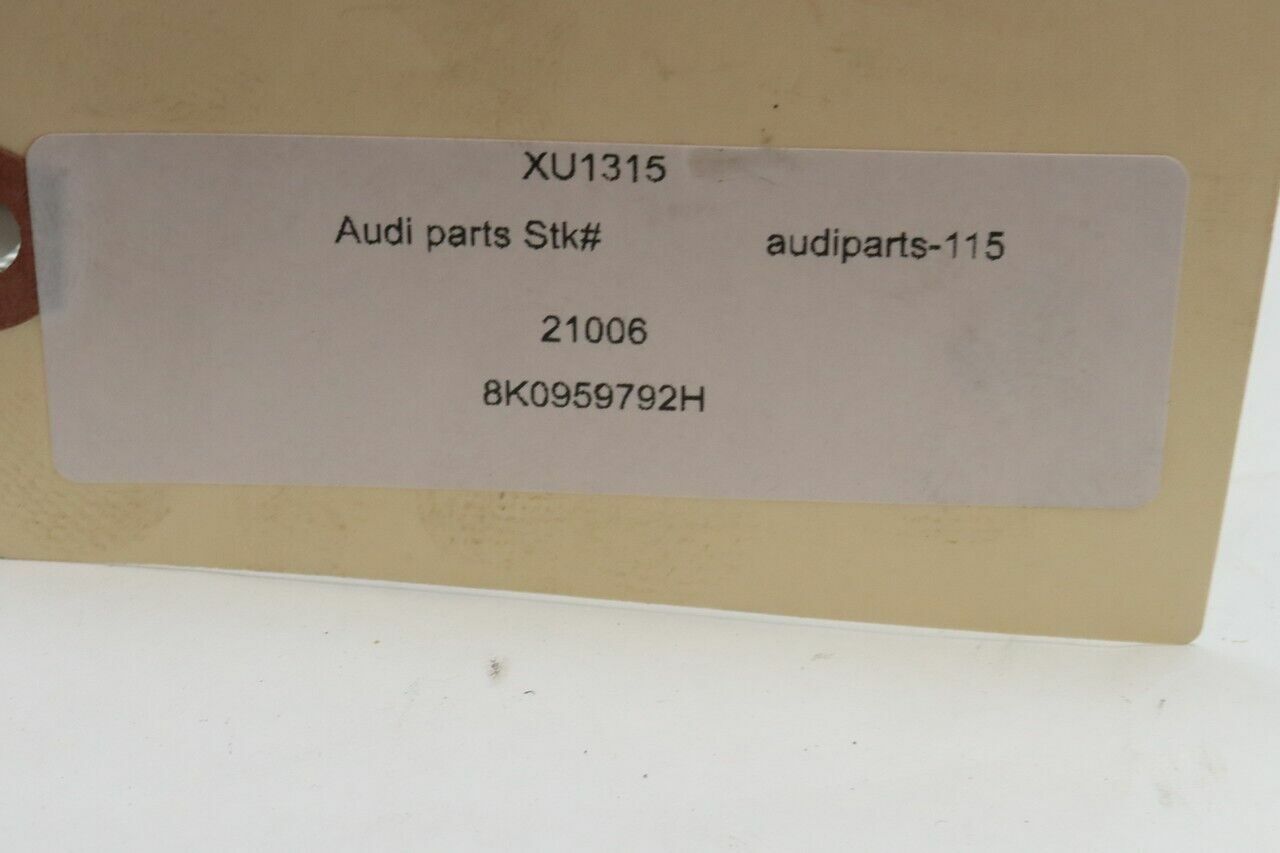 XU1315
Audi parts Stk# audiparts-115
21006
8K0959792H